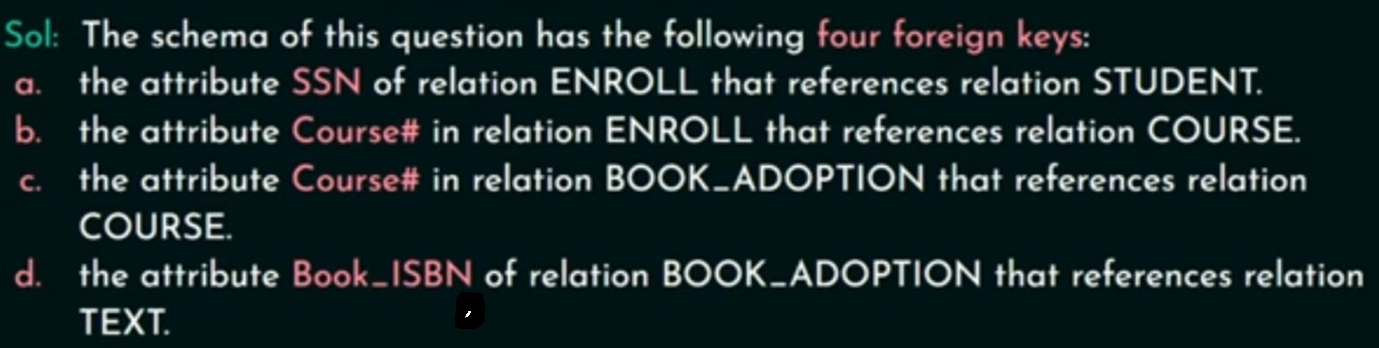 Sol: The schema of this question has the following four foreign keys:
a. the attribute SSN of relation ENROLL that references relation STUDENT.
b. the attribute Course# in relation ENROLL that references relation COURSE.
c. the attribute Course# in relation BOOK_ADOPTION that references relation
COURSE.
d. the attribute Book_ISBN of relation BOOK_ADOPTION that references relation
TEXT.
,